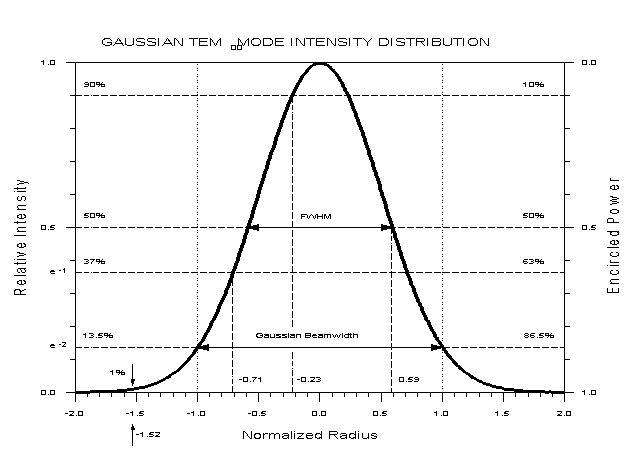 GAUSSIAN TEM 00 MODE INTENSITY DISTRIBUTION
1.0 0.0
90% 10%
50% FWHM 50%
0.5 0.5
37% 63%
e -1
13.5% Gaussian Beamwidth 86.5%
e -2
1%
-0.71 -0.23 0.59
0.0 1.0
-2.0 -1.5 -1.0 -0.5 0.0 0.5 1.0 1.5 2.0
-1.52
Normalized Radius
Relative Intensity
Encircled Power